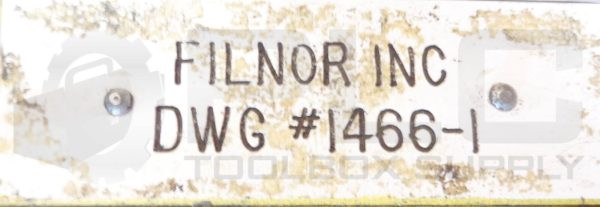 FILNOR INC
DWG #1466-1
TOOLBOX SUPPLY